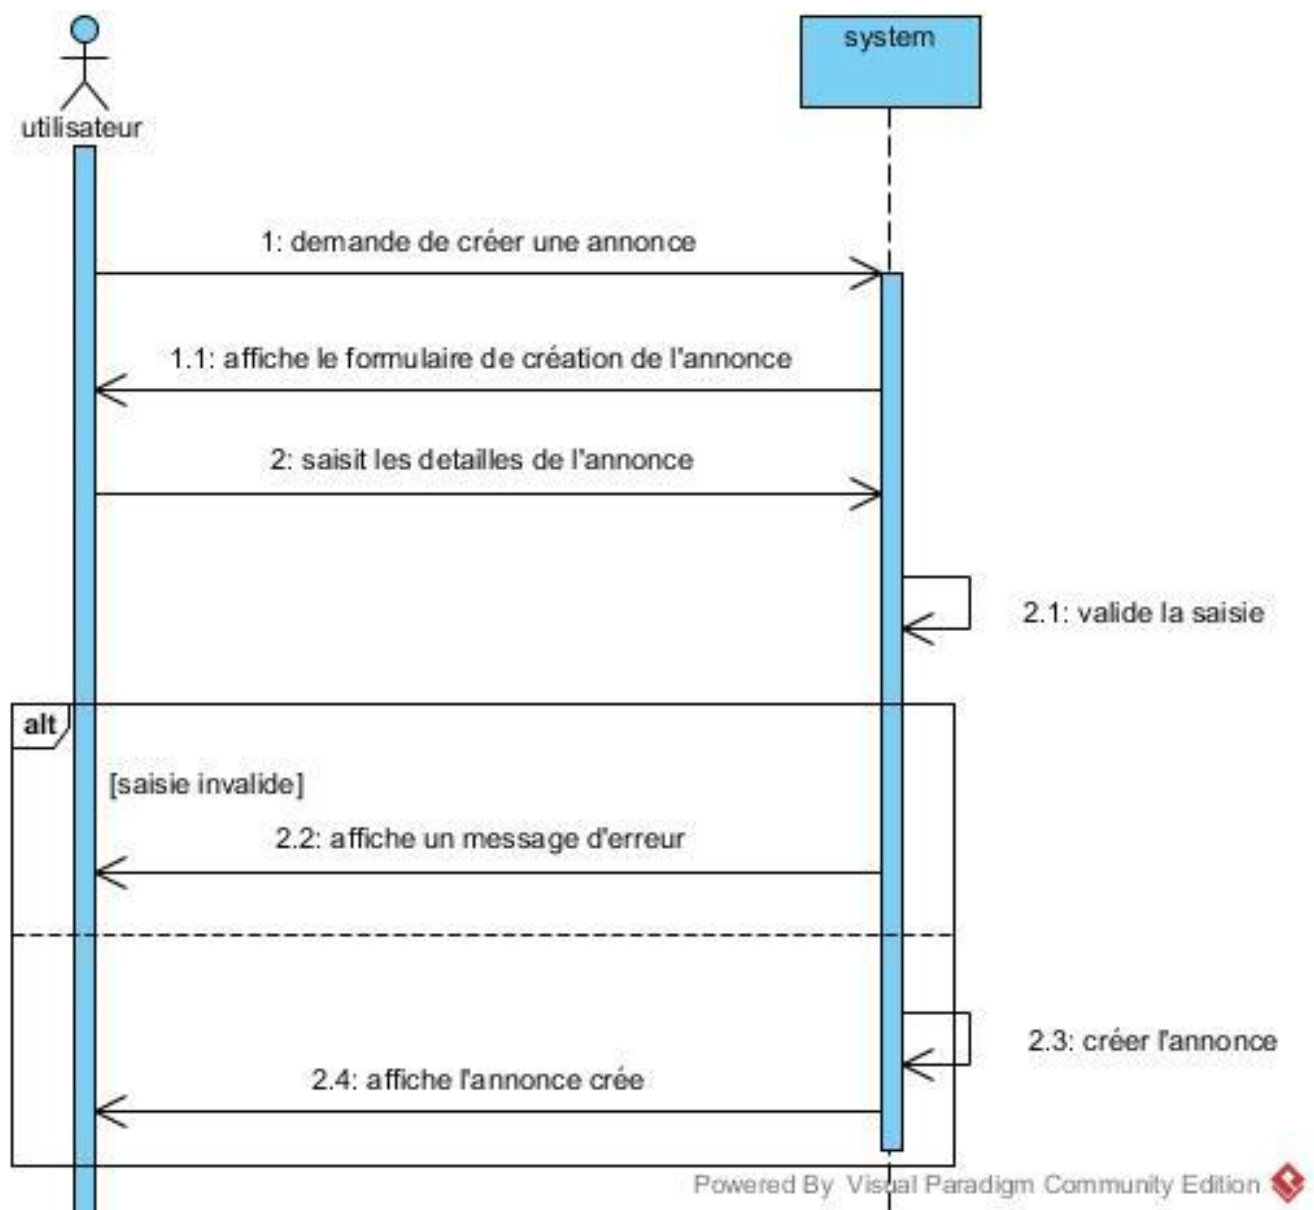 system
utilisateur
1: demande de créer une annonce
1.1: affiche le formulaire de création de l'annonce
2: saisit les detailles de l'annonce
2.1: valide la saisie
alt
[saisie invalide]
2.2: affiche un message d'erreur
2.3: créer l'annonce
2.4: affiche l'annonce crée
Powered By Visual Paradigm Community Edition